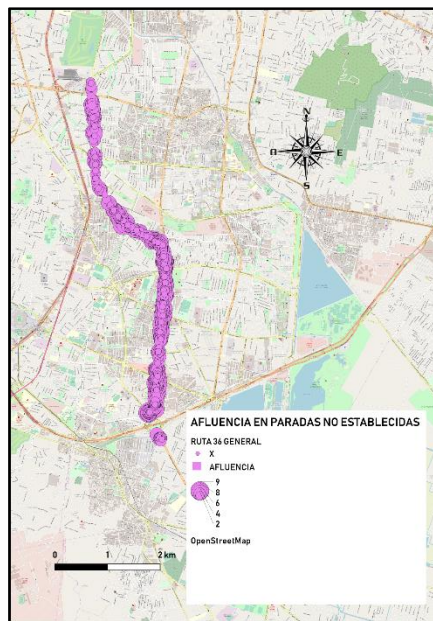 N
E
S
AFLUENCIA EN PARADAS NO ESTABLECIDAS
RUTA 36 GENERAL
X
AFLUENCIA
9
8
6
4
2
OpenStreetMap
0 1 2 km